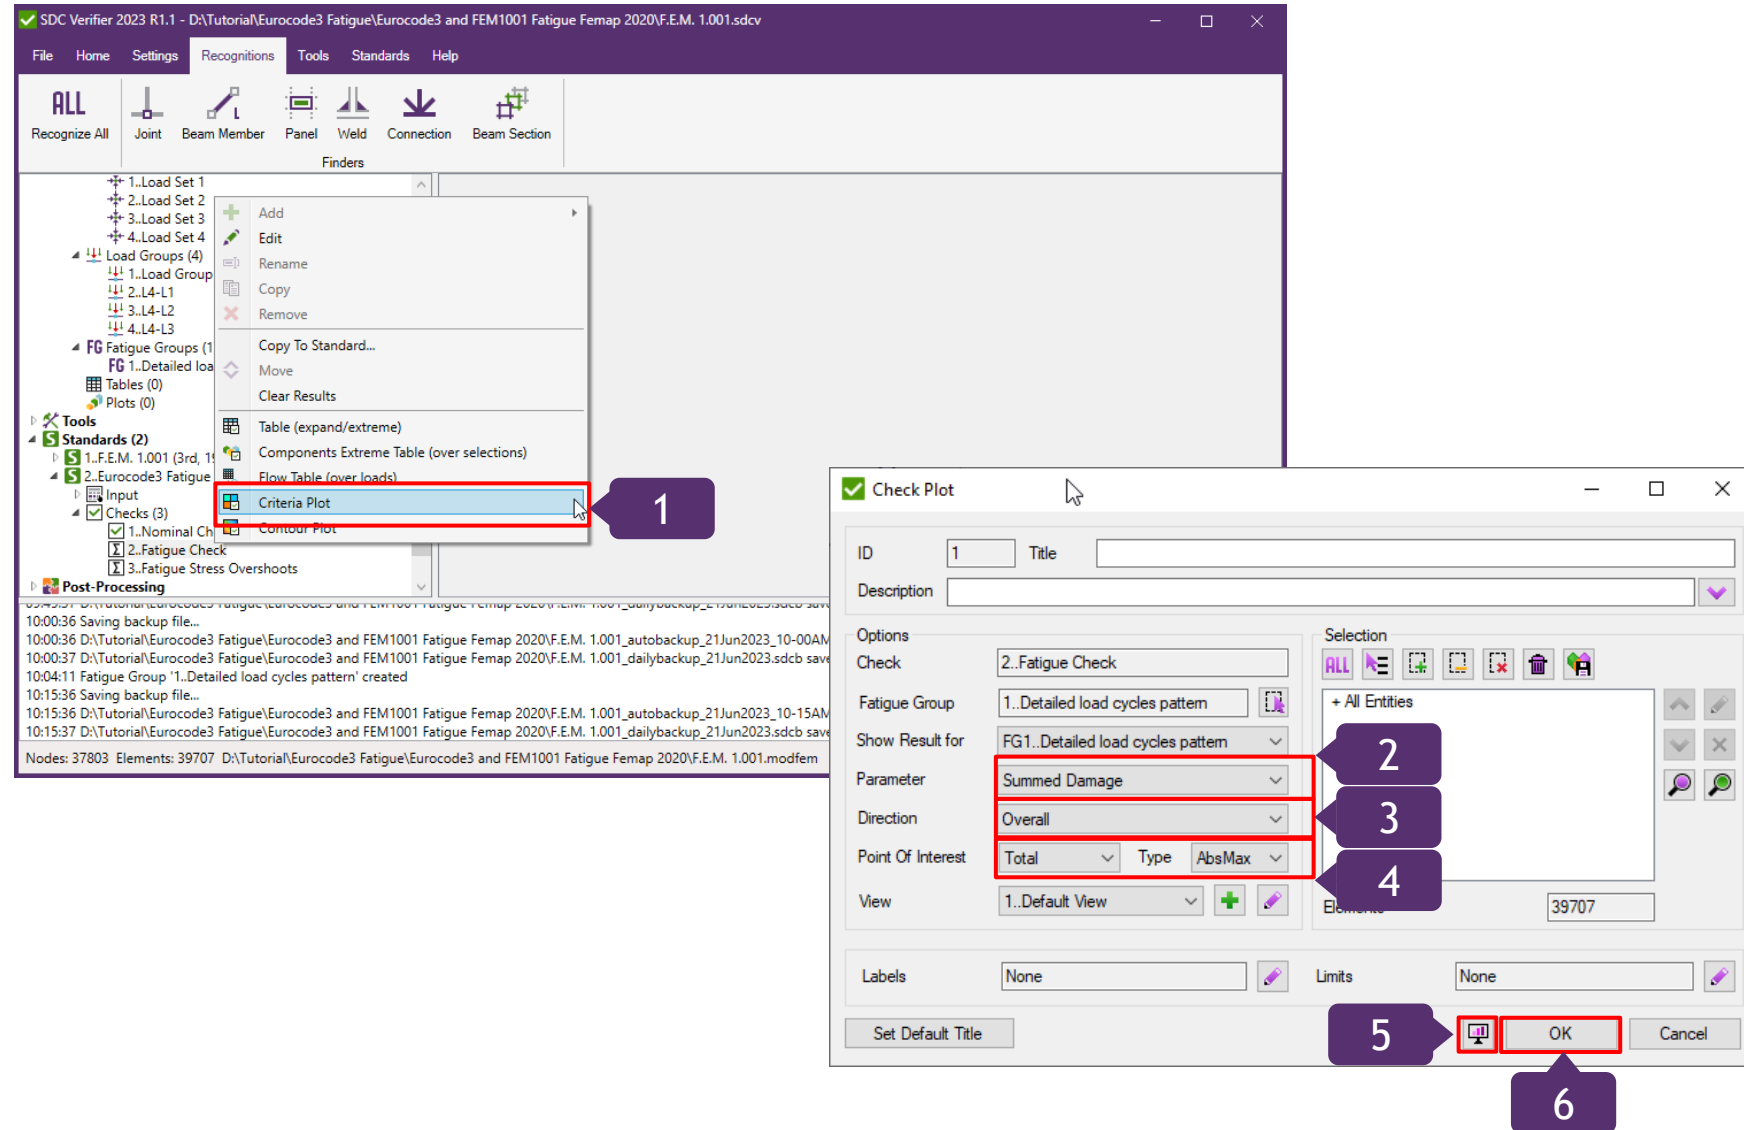 SDC Verifier 2023 R1.1 - D:\Tutorial\Eurocode3 Fatigue\Eurocode3 and FEM1001 Fatigue Femap 2020\F.E.M. 1.001.sdcv
File Home Settings Recognitions Tools Standards Help
ALL
Recognize All Joint Beam Member Panel Weld Connection Beam Section
Finders
1..Load Set 1
2..Load Set 2
3..Load Set 3
4..Load Set 4
Load Groups (4)
1..Load Group
2..L4-L1
3..L4-L2
4..L4-L3
FG Fatigue Groups (1
FG 1..Detailed loa
Tables (0)
Plots (0)
Tools
Standards (2)
1..F.E.M. 1.001 (3rd, 19
2..Eurocode3 Fatigue
Input
Checks (3)
1..Nominal Ch
2..Fatigue Check
3..Fatigue Stress Overshoots
Post-Processing
Add
Edit
Rename
Copy
Remove
Copy To Standard...
Move
Clear Results
Table (expand/extreme)
Components Extreme Table (over selections)
Flow Table (over loads)
Criteria Plot
Contour Plot
1
10:00:36 Saving backup file...
10:00:36 D:\Tutorial\Eurocode3 Fatigue\Eurocode3 and FEM1001 Fatigue Femap 2020\F.E.M. 1.001_autobackup_21Jun2023_10-00AM
10:00:37 D:\Tutorial\Eurocode3 Fatigue\Eurocode3 and FEM1001 Fatigue Femap 2020\F.E.M. 1.001_dailybackup_21Jun2023.sdcb save
10:04:11 Fatigue Group '1..Detailed load cycles pattern' created
10:15:36 Saving backup file...
10:15:36 D:\Tutorial\Eurocode3 Fatigue\Eurocode3 and FEM1001 Fatigue Femap 2020\F.E.M. 1.001_autobackup_21Jun2023_10-15AM
10:15:37 D:\Tutorial\Eurocode3 Fatigue\Eurocode3 and FEM1001 Fatigue Femap 2020\F.E.M. 1.001_dailybackup_21Jun2023.sdcb save
Nodes: 37803 Elements: 39707 D:\Tutorial\Eurocode3 Fatigue\Eurocode3 and FEM1001 Fatigue Femap 2020\F.E.M. 1.001.modfem
Check Plot
ID 1 Title
Description
Options
Check 2..Fatigue Check
Fatigue Group 1..Detailed load cycles pattern
Show Result for FG1..Detailed load cycles pattern
Parameter Summed Damage
Direction Overall
Point Of Interest Total Type AbsMax
View 1..Default View
Selection
ALL
+ All Entities
2
3
4
Elements 39707
Labels None Limits None
Set Default Title 5 OK Cancel
6